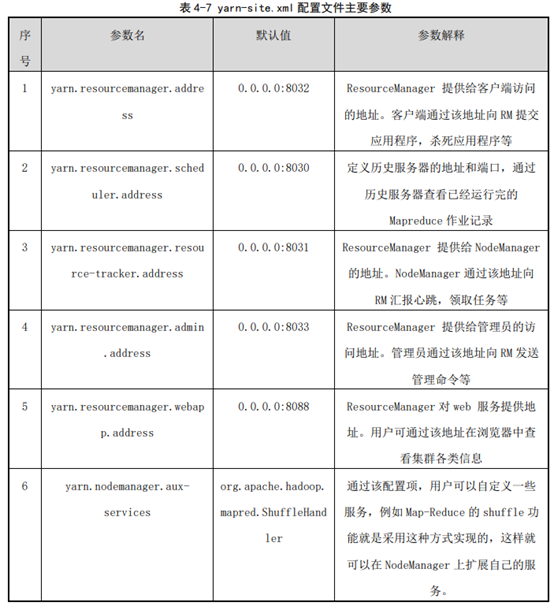 表 4-7 yarn-site.xml 配置文件主要参数
序
号
参数名
默认值
参数解释
1
yarn.resourcemanager.addre
ss
0.0.0.0:8032
ResourceManager 提供给客户端访问
的地址。客户端通过该地址向 RM 提交
应用程序，杀死应用程序等
2
yarn.resourcemanager.sched
uler.address
0.0.0.0:8030
定义历史服务器的地址和端口，通过
历史服务器查看已经运行完的
Mapreduce 作业记录
3
yarn.resourcemanager.resou
rce-tracker.address
0.0.0.0:8031
ResourceManager 提供给 NodeManager
的地址。NodeManager 通过该地址向
RM 汇报心跳，领取任务等
4
yarn.resourcemanager.admin
.address
0.0.0.0:8033
ResourceManager 提供给管理员的访
问地址。管理员通过该地址向 RM 发送
管理命令等
5
yarn.resourcemanager.webap
p.address
0.0.0.0:8088
ResourceManager 对 web 服务提供地
址。用户可通过该地址在浏览器中查
看集群各类信息
6
yarn.nodemanager.aux-
services
org.apache.hadoop.
mapred.ShuffleHand
ler
通过该配置项，用户可以自定义一些
服务，例如 Map-Reduce 的 shuffle 功
能就是采用这种方式实现的，这样就
可以在 NodeManager 上扩展自己的服
务。